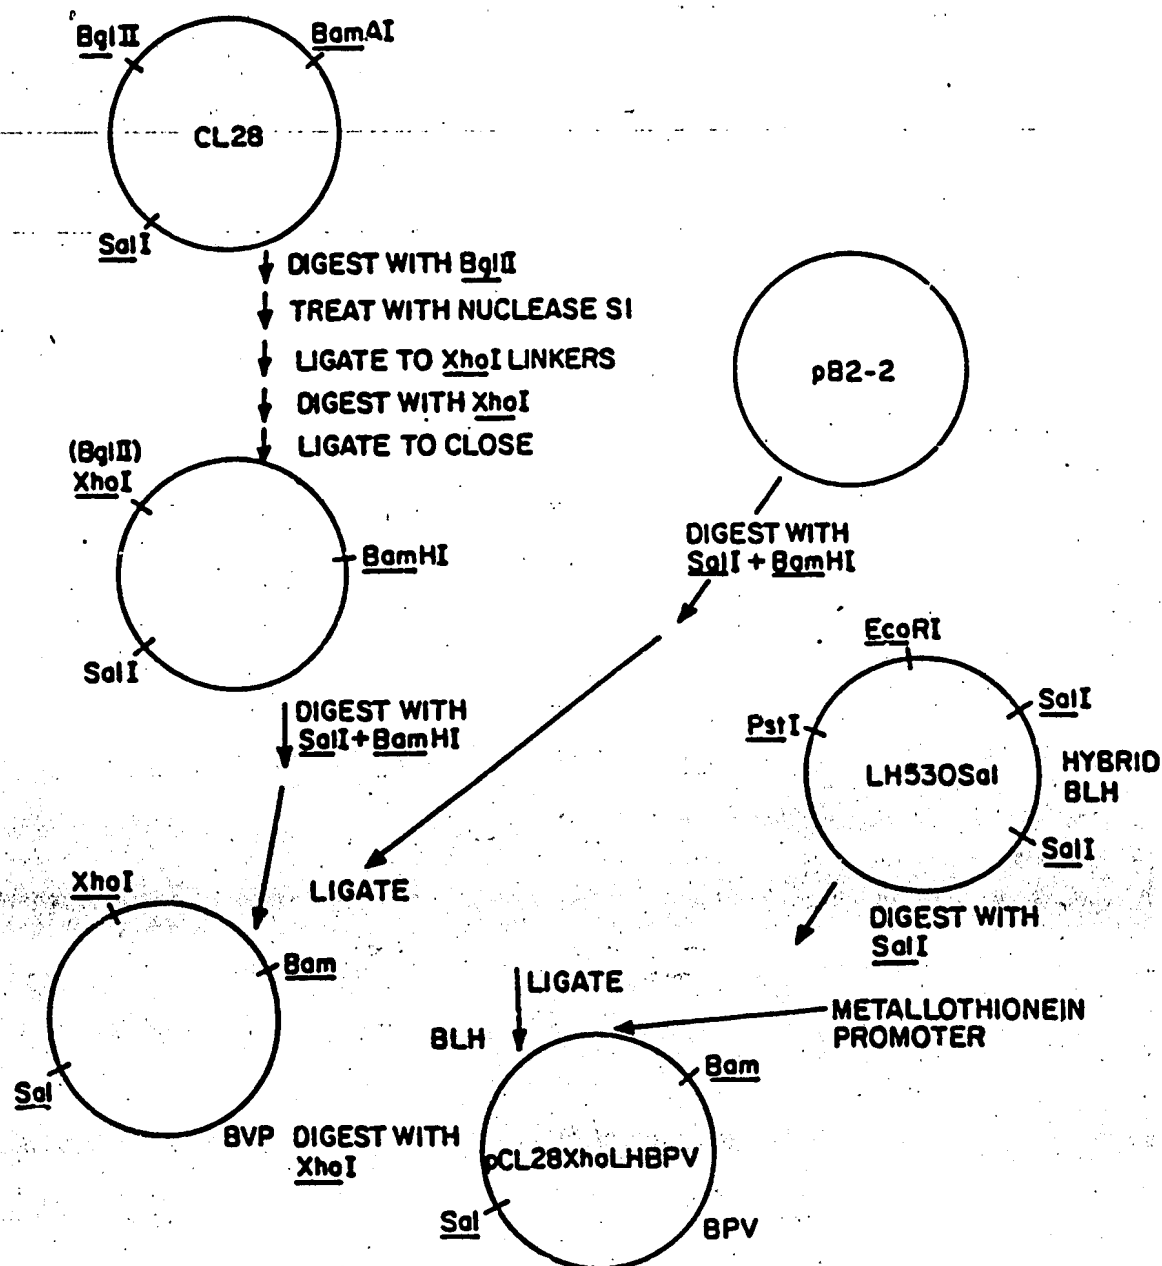 BglII
BamAI
CL28
SalI
DIGEST WITH BglII
TREAT WITH NUCLEASE S1
LIGATE TO XhoI LINKERS
DIGEST WITH XhoI
LIGATE TO CLOSE
pB2-2
(BglII)
XhoI
BamHI
SalI
DIGEST WITH
SalI + BamHI
DIGEST WITH
SalI+BamHI
EcoRI
PstI
SalI
LH530Sal
HYBRID
BLH
SalI
DIGEST WITH
SalI
LIGATE
XhoI
Bam
Sal
BVP
DIGEST WITH
XhoI
LIGATE
BLH
METALLOTHIONEIN
PROMOTER
Bam
pCL28XhoLHBPV
Sal
BPV